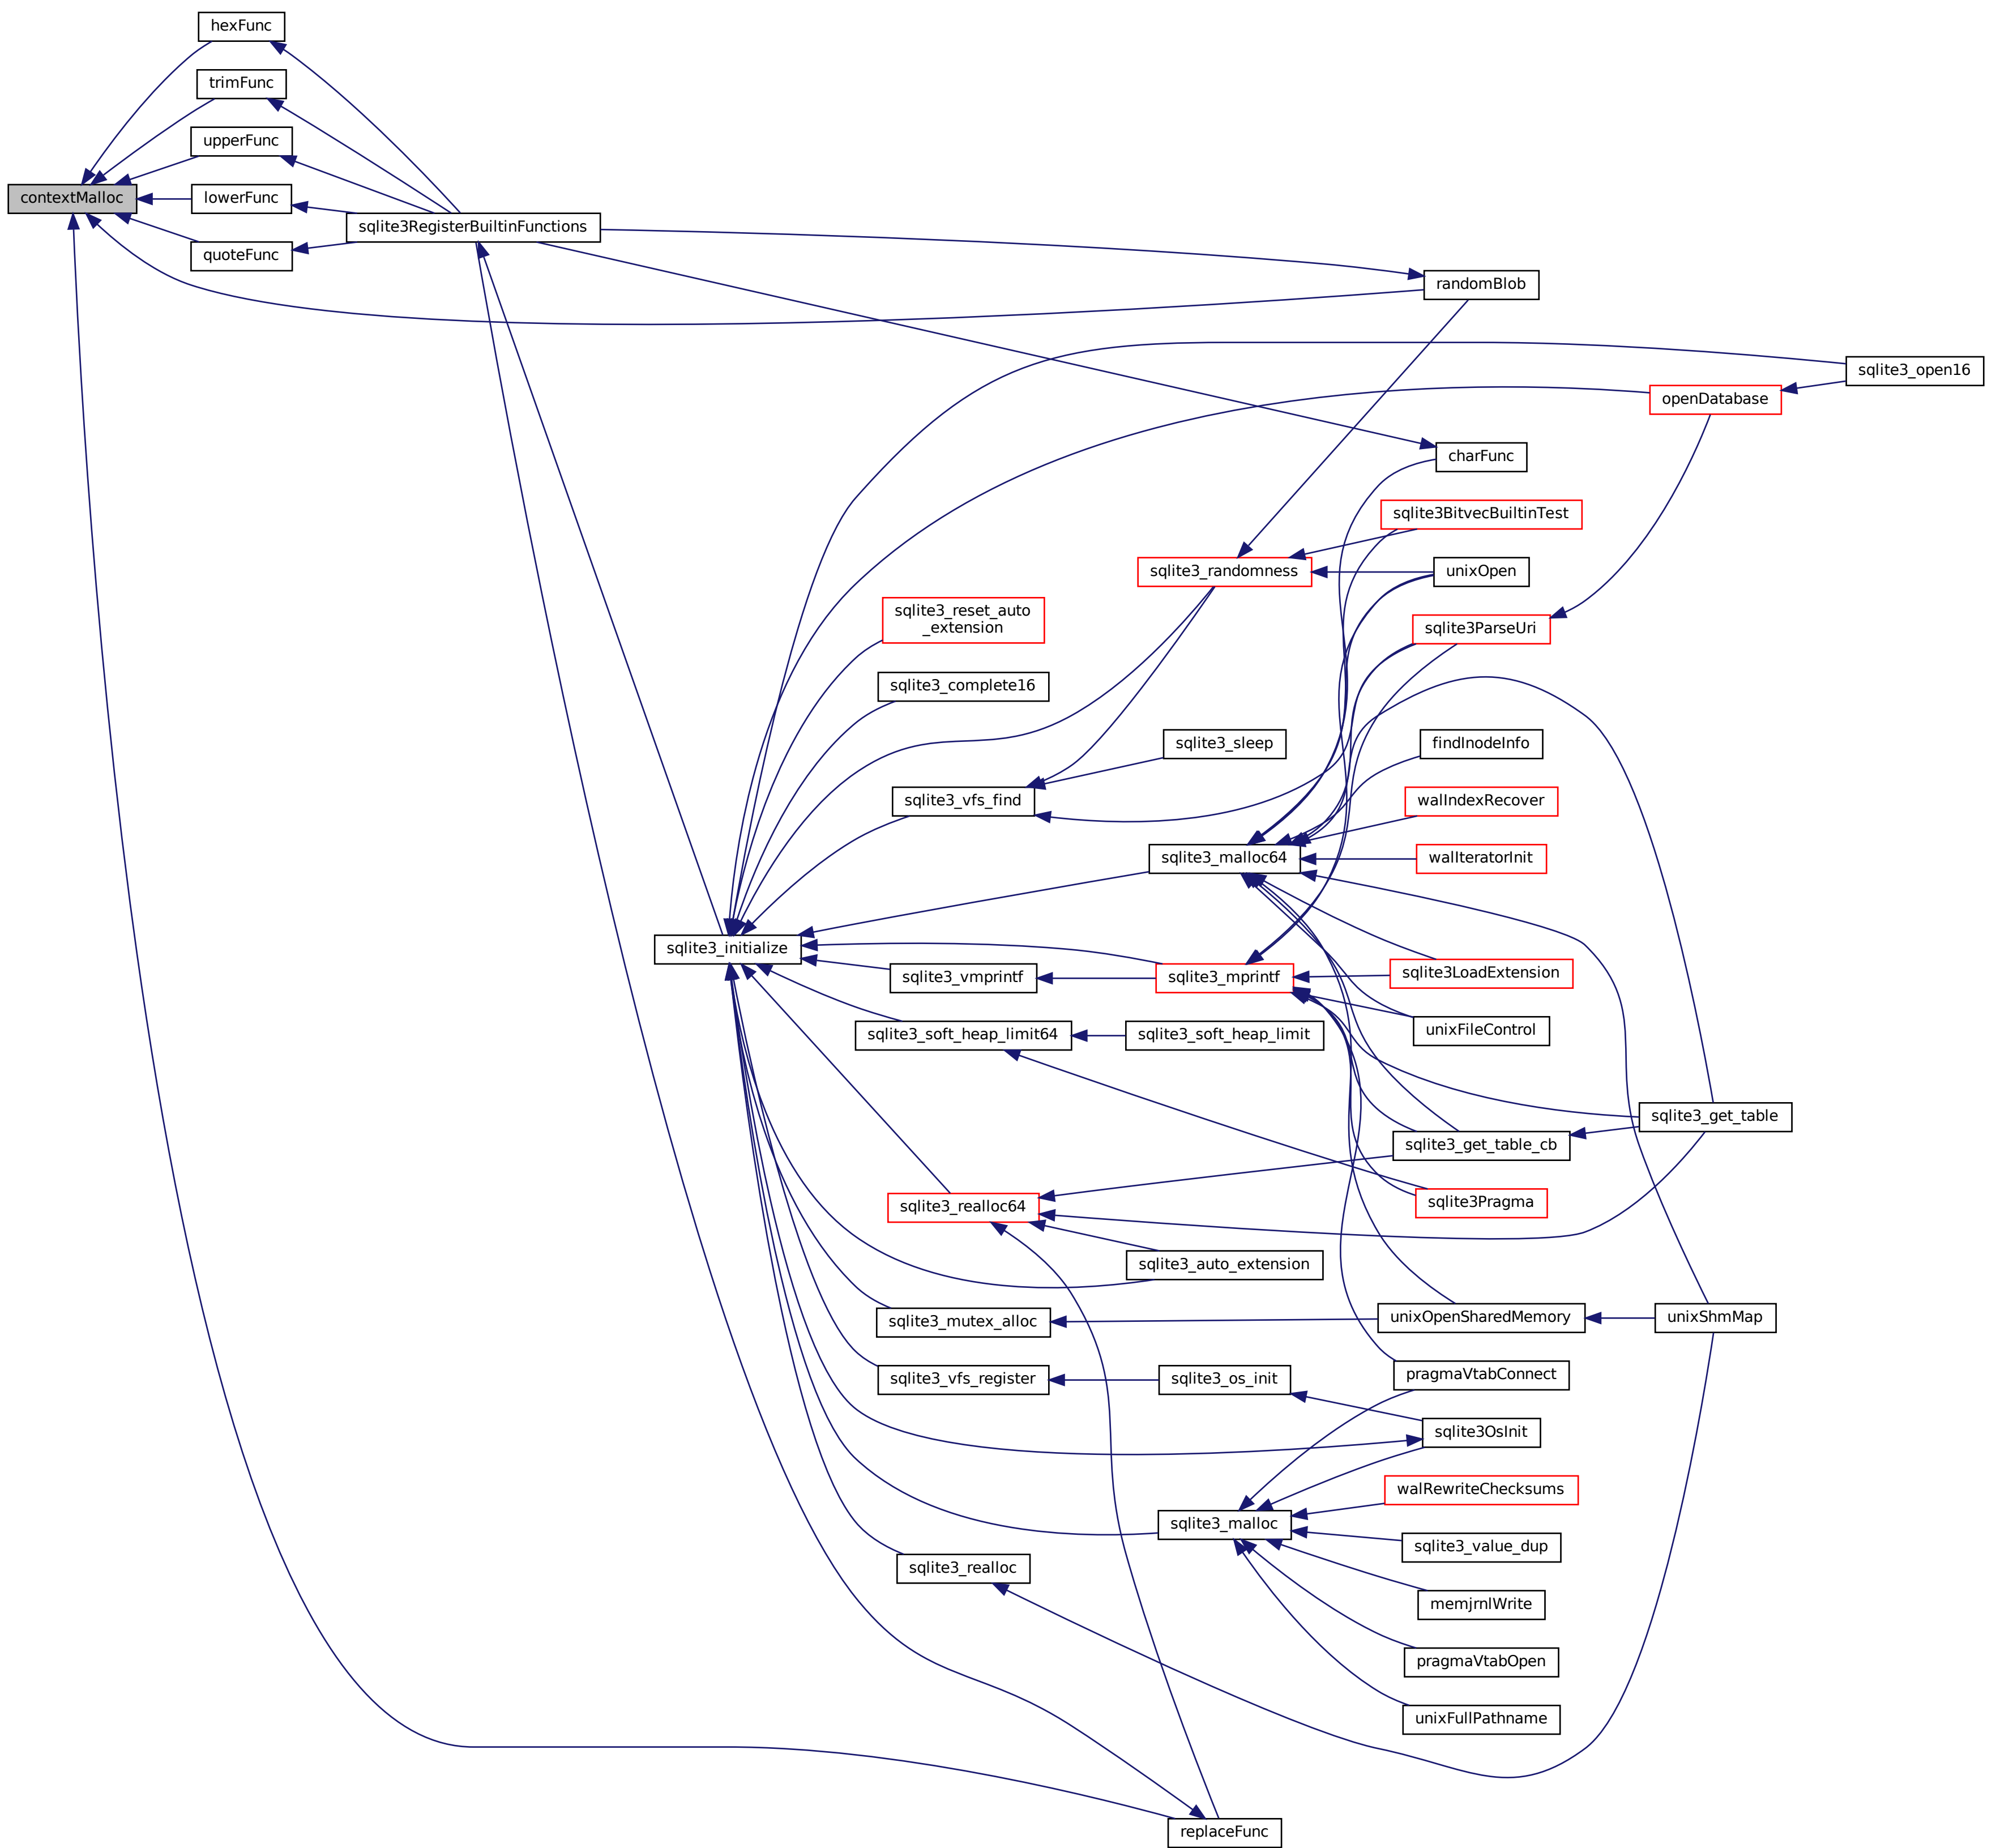 hexFunc
trimFunc
upperFunc
contextMalloc
lowerFunc
sqlite3RegisterBuiltinFunctions
quoteFunc
randomBlob
sqlite3_open16
openDatabase
charFunc
sqlite3BitvecBuiltinTest
sqlite3_randomness
unixOpen
sqlite3_reset_auto
_extension
sqlite3ParseUri
sqlite3_complete16
sqlite3_sleep
findInodeInfo
sqlite3_vfs_find
walIndexRecover
sqlite3_malloc64
walIteratorInit
sqlite3_initialize
sqlite3_vmprintf
sqlite3_mprintf
sqlite3LoadExtension
sqlite3_soft_heap_limit64
sqlite3_soft_heap_limit
unixFileControl
sqlite3_get_table
sqlite3_get_table_cb
sqlite3_realloc64
sqlite3Pragma
sqlite3_auto_extension
sqlite3_mutex_alloc
unixOpenSharedMemory
unixShmMap
sqlite3_vfs_register
sqlite3_os_init
pragmaVtabConnect
sqlite3OsInit
walRewriteChecksums
sqlite3_malloc
sqlite3_value_dup
sqlite3_realloc
memjrnlWrite
pragmaVtabOpen
unixFullPathname
replaceFunc